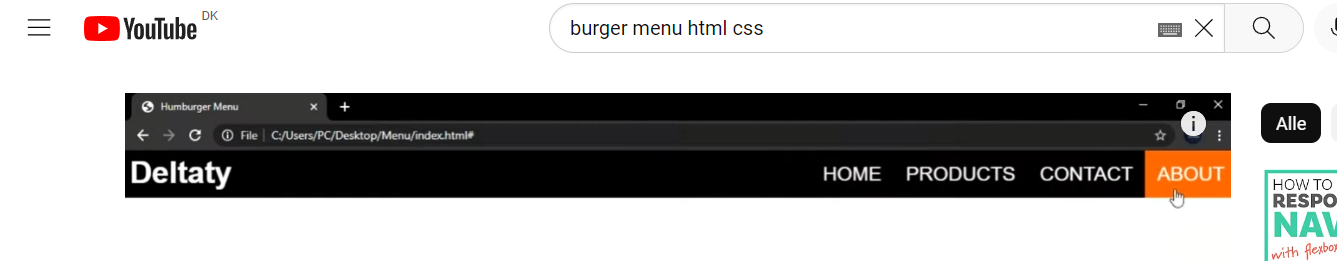 YouTube DK
burger menu html css
Humburger Menu
File C:/Users/PC/Desktop/Menu/index.html#
i
Deltaty
HOME PRODUCTS CONTACT ABOUT
Alle
HOW TO
RESPO
NAV
with flexbo